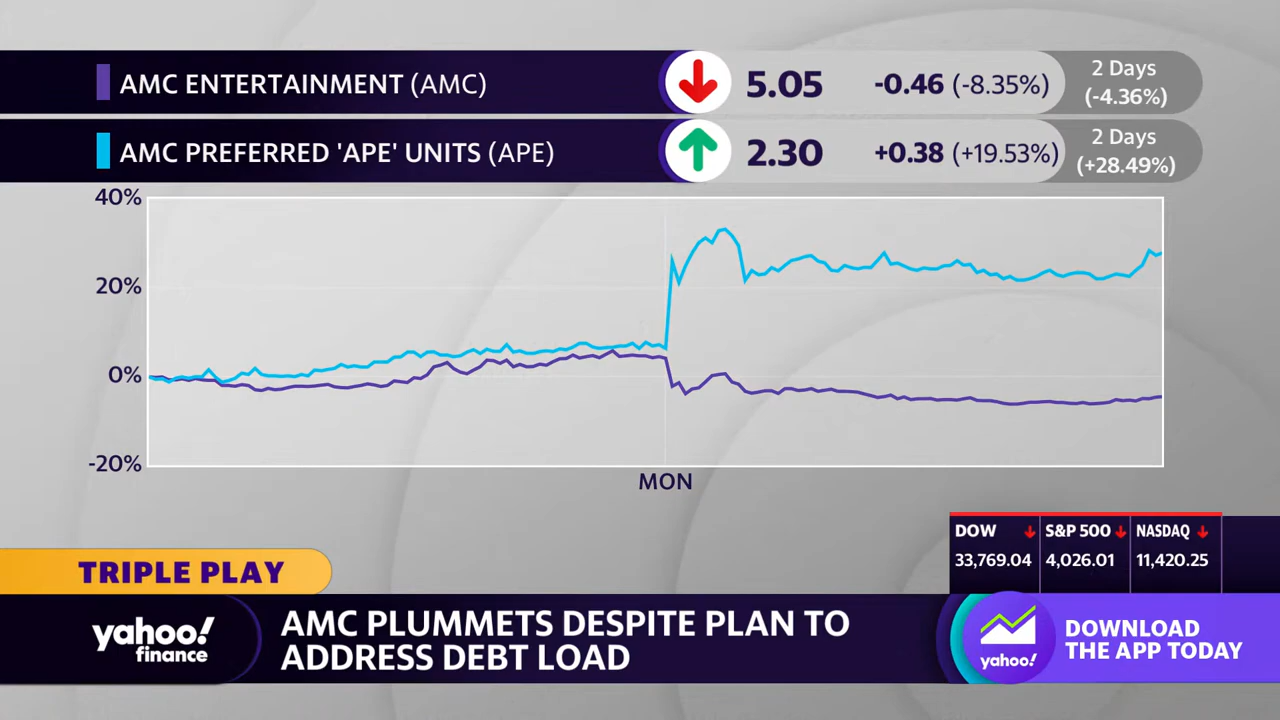 AMC ENTERTAINMENT (AMC) 5.05 -0.46 (-8.35%) 2 Days (-4.36%)
AMC PREFERRED 'APE' UNITS (APE) 2.30 +0.38 (+19.53%) 2 Days (+28.49%)
40%
20%
0%
-20%
MON
DOW S&P 500 NASDAQ
33,769.04 4,026.01 11,420.25
TRIPLE PLAY
yahoo!
finance
AMC PLUMMETS DESPITE PLAN TO
ADDRESS DEBT LOAD
yahoo!
DOWNLOAD
THE APP TODAY